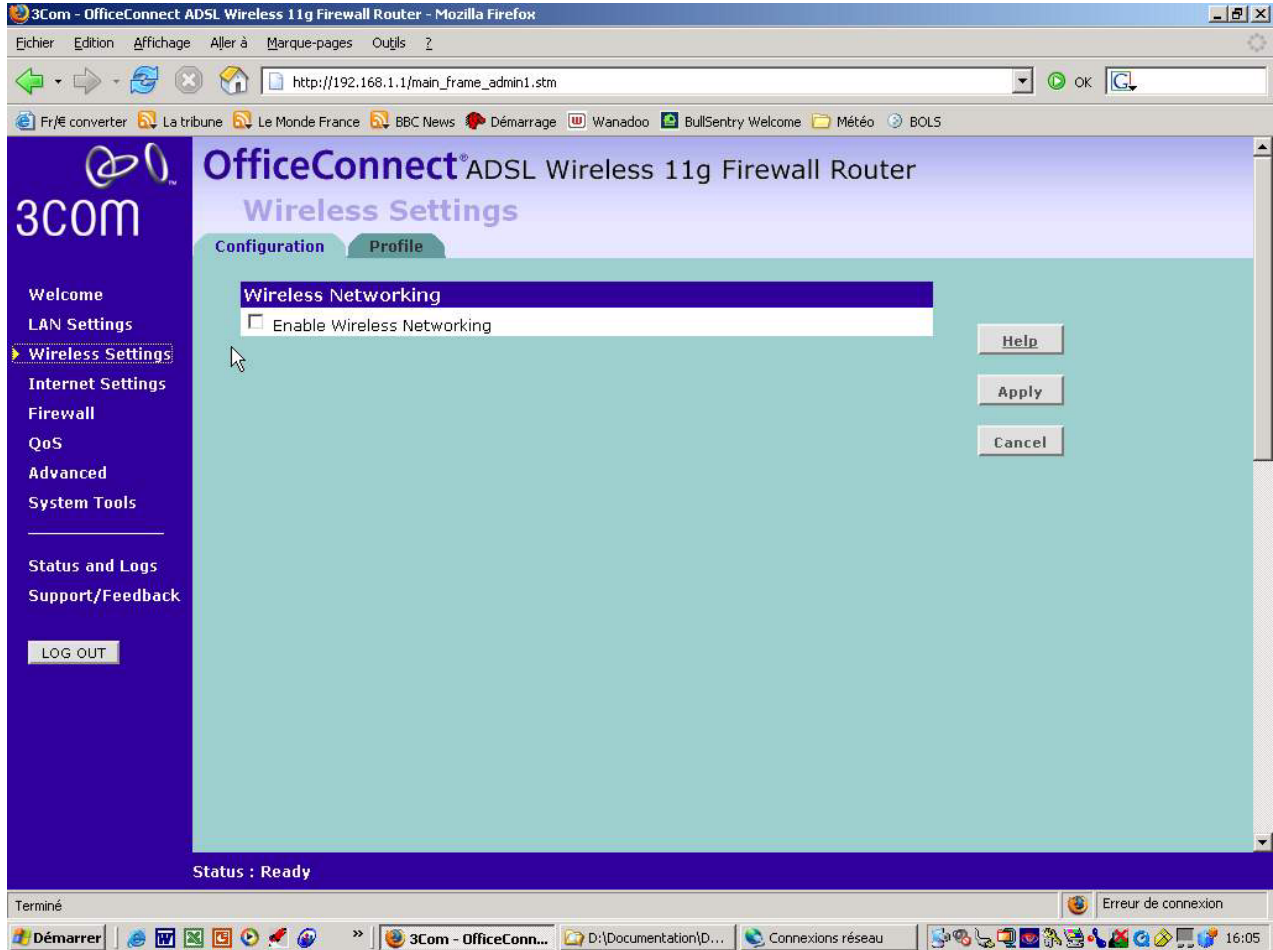 3Com - OfficeConnect ADSL Wireless 11g Firewall Router - Mozilla Firefox
Fichier Edition Affichage Aller à Marque-pages Outils ?
http://192.168.1.1/main_frame_admin1.stm OK G
Fr/€ converter La tribune Le Monde France BBC News Démarrage Wanadoo BullSentry Welcome Météo BOLS
3COM
OfficeConnect® ADSL Wireless 11g Firewall Router
Wireless Settings
Configuration Profile
Welcome
LAN Settings
Wireless Settings
Internet Settings
Firewall
QoS
Advanced
System Tools
Status and Logs
Support/Feedback
LOG OUT
Wireless Networking
Enable Wireless Networking
Help
Apply
Cancel
Status : Ready
Terminé Erreur de connexion
Démarrer » 3Com - OfficeConn... D:\Documentation\D... Connexions réseau 16:05